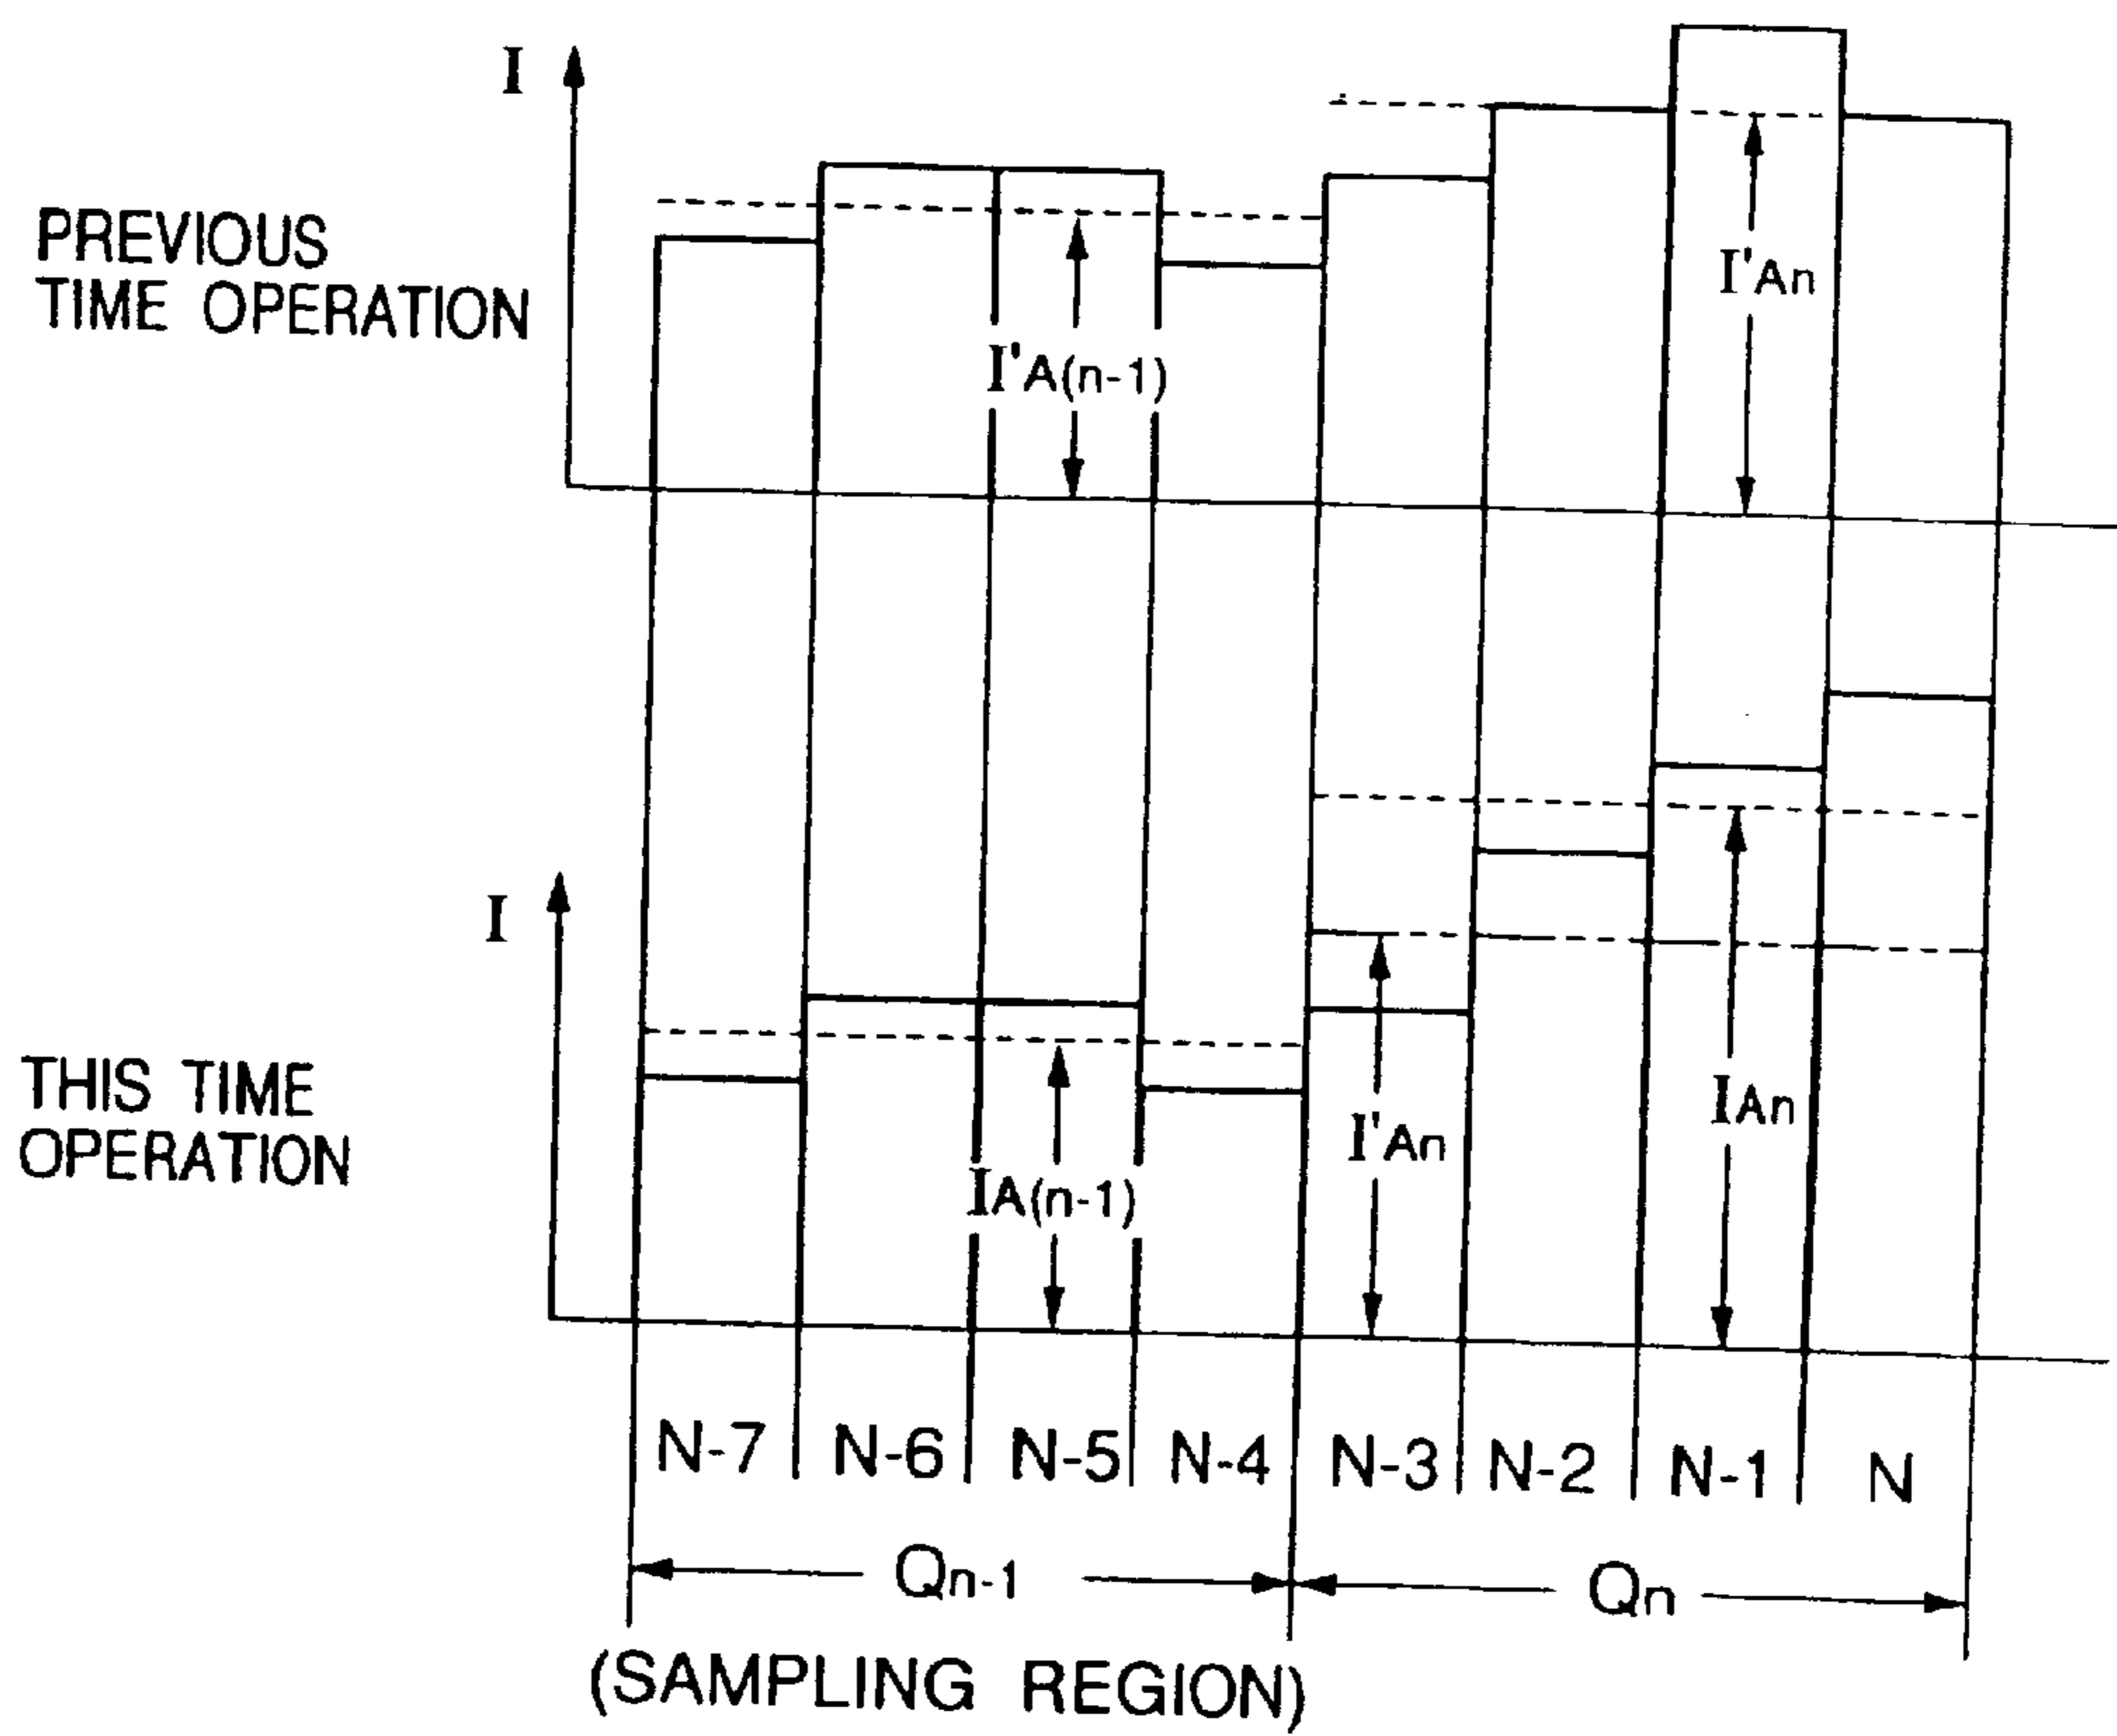 I
PREVIOUS
TIME OPERATION
I'A(n-1)
I'An
I
THIS TIME
OPERATION
IA(n-1)
I'An
IAn
N-7 N-6 N-5 N-4 N-3 N-2 N-1 N
Qn-1 Qn
(SAMPLING REGION)